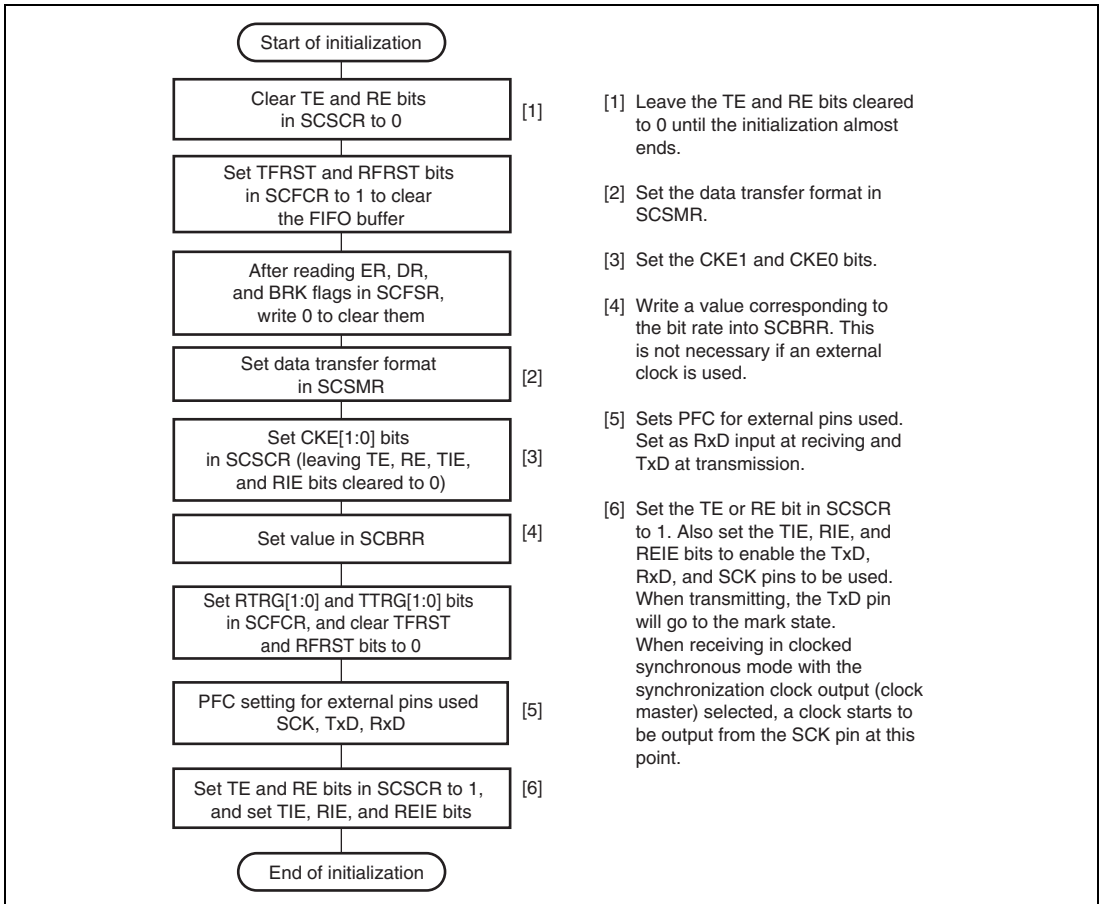 Start of initialization
Clear TE and RE bits
in SCSCR to 0
[1]
Set TFRST and RFRST bits
in SCFCR to 1 to clear
the FIFO buffer
After reading ER, DR,
and BRK flags in SCFSR,
write 0 to clear them
Set data transfer format
in SCSMR
[2]
Set CKE[1:0] bits
in SCSCR (leaving TE, RE, TIE,
and RIE bits cleared to 0)
[3]
Set value in SCBRR
[4]
Set RTRG[1:0] and TTRG[1:0] bits
in SCFCR, and clear TFRST
and RFRST bits to 0
PFC setting for external pins used
SCK, TxD, RxD
[5]
Set TE and RE bits in SCSCR to 1,
and set TIE, RIE, and REIE bits
[6]
End of initialization
[1] Leave the TE and RE bits cleared
to 0 until the initialization almost
ends.
[2] Set the data transfer format in
SCSMR.
[3] Set the CKE1 and CKE0 bits.
[4] Write a value corresponding to
the bit rate into SCBRR. This
is not necessary if an external
clock is used.
[5] Sets PFC for external pins used.
Set as RxD input at reciving and
TxD at transmission.
[6] Set the TE or RE bit in SCSCR
to 1. Also set the TIE, RIE, and
REIE bits to enable the TxD,
RxD, and SCK pins to be used.
When transmitting, the TxD pin
will go to the mark state.
When receiving in clocked
synchronous mode with the
synchronization clock output (clock
master) selected, a clock starts to
be output from the SCK pin at this
point.